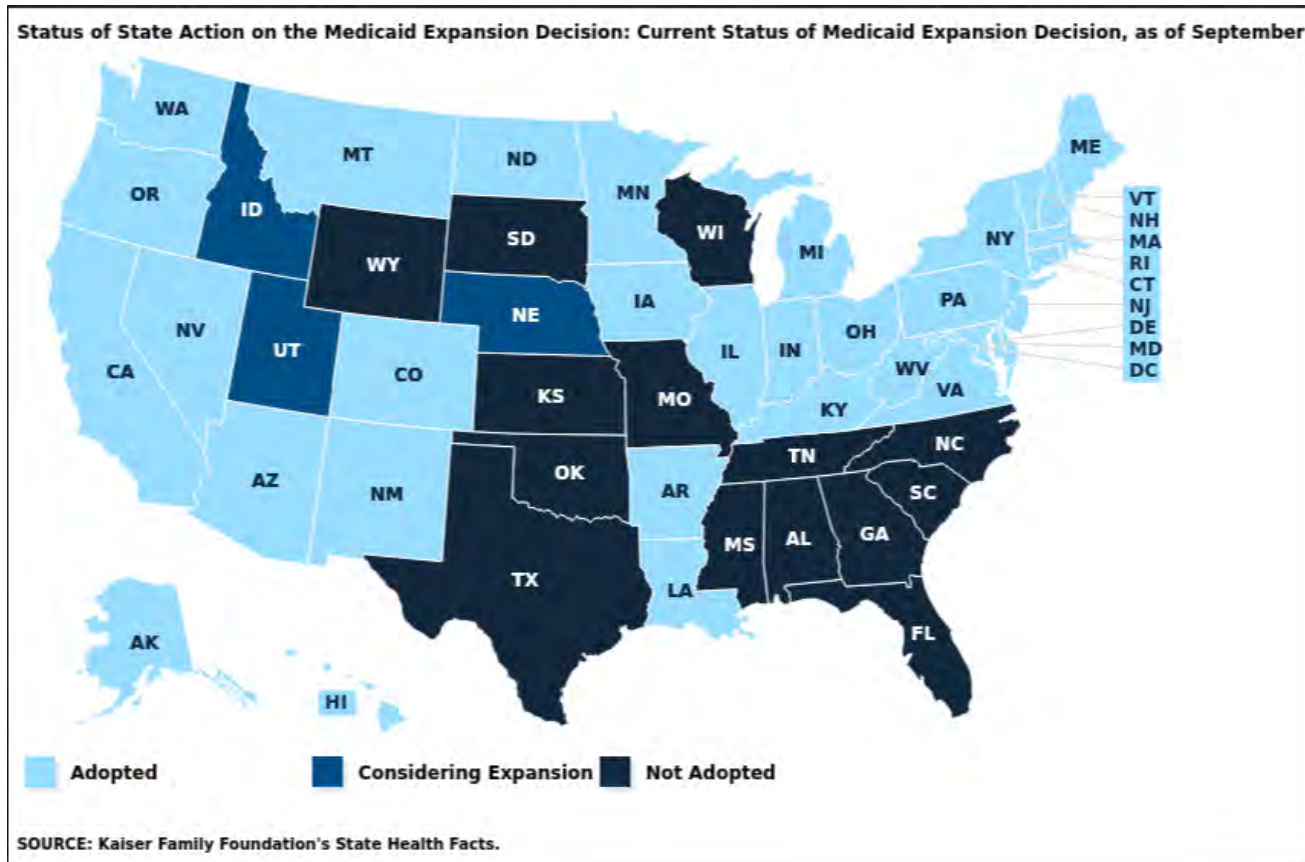 Status of State Action on the Medicaid Expansion Decision: Current Status of Medicaid Expansion Decision, as of September
WA
MT
ND
ME
OR
MN
VT
ID
NH
SD
WI
NY
MA
WY
MI
RI
CT
IA
PA
NJ
NE
DE
NV
OH
UT
IL
IN
MD
CA
CO
WV
DC
VA
KS
MO
KY
NC
TN
OK
AZ
NM
AR
SC
MS
AL
GA
TX
LA
FL
AK
HI
Adopted
Considering Expansion
Not Adopted
SOURCE: Kaiser Family Foundation's State Health Facts.